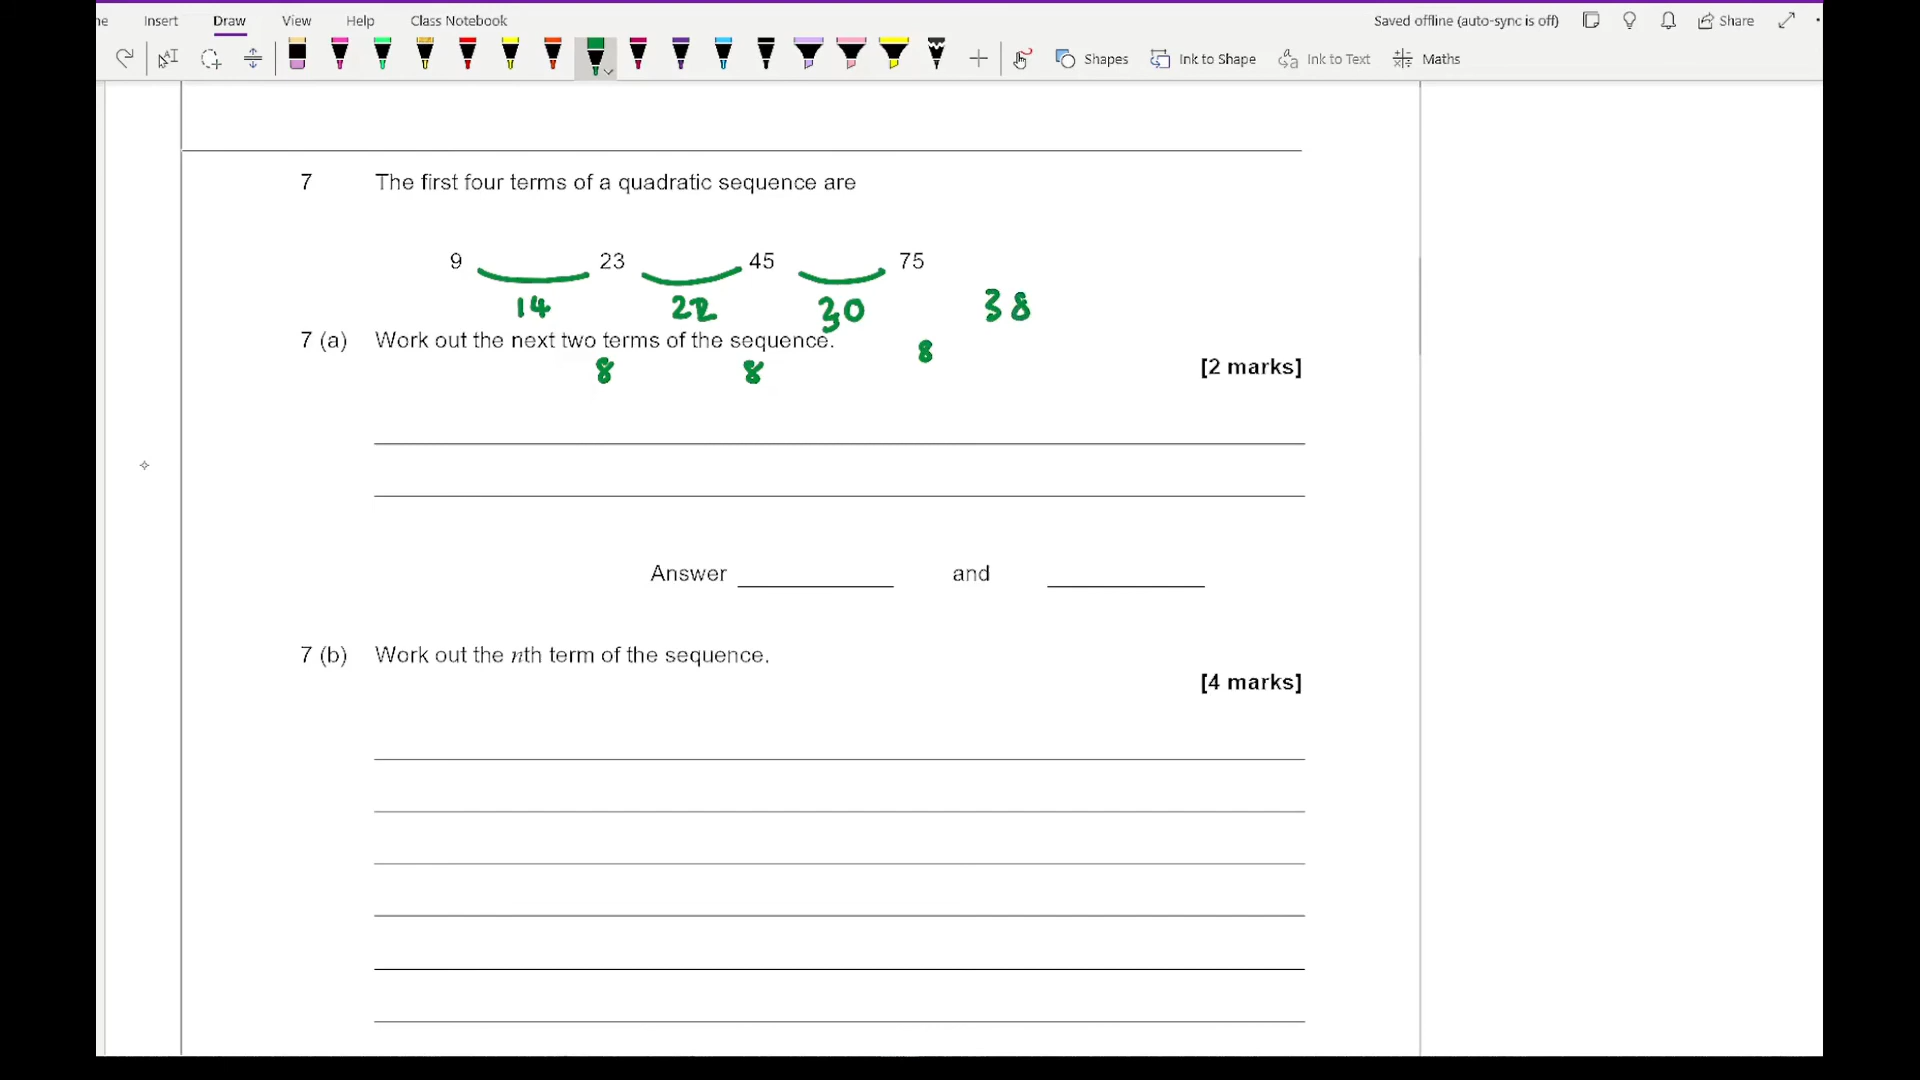 Insert Draw View Help Class Notebook Saved offline (auto-sync is off) Share
Shapes Ink to Shape Ink to Text Maths
7 The first four terms of a quadratic sequence are
9 23 45 75
14 22 30 38
7 (a) Work out the next two terms of the sequence.
8 8 8
[2 marks]
Answer and
7 (b) Work out the nth term of the sequence.
[4 marks]